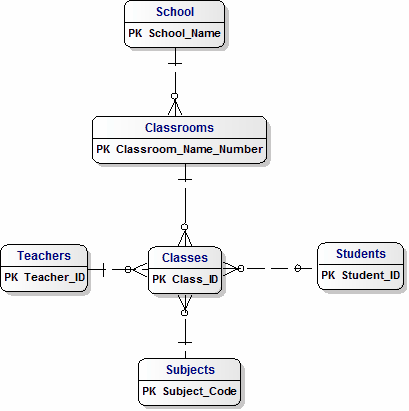 School
PK School_Name
Classrooms
PK Classroom_Name_Number
Teachers
PK Teacher_ID
Classes
PK Class_ID
Students
PK Student_ID
Subjects
PK Subject_Code